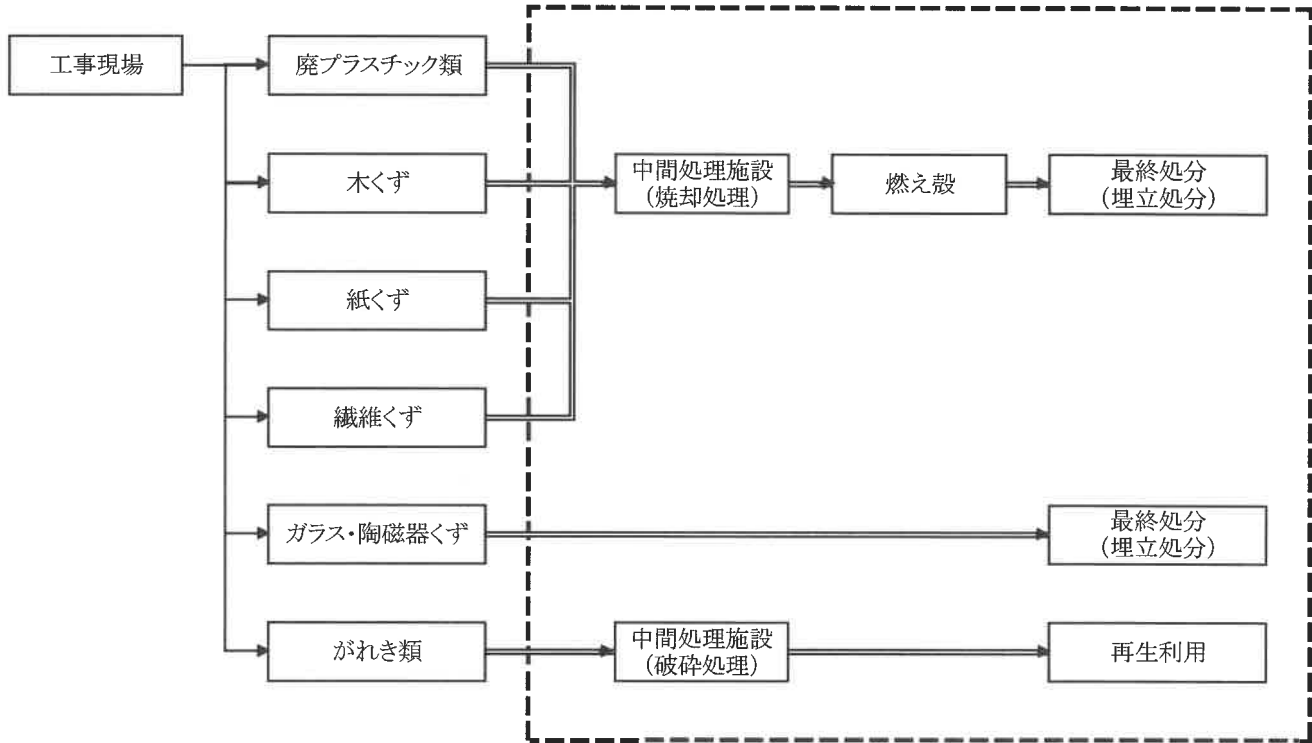 工事現場
廃プラスチック類
木くず
中間処理施設
(焼却処理)
燃え殻
最終処分
(埋立処分)
紙くず
繊維くず
ガラス・陶磁器くず
最終処分
(埋立処分)
がれき類
中間処理施設
(破砕処理)
再生利用